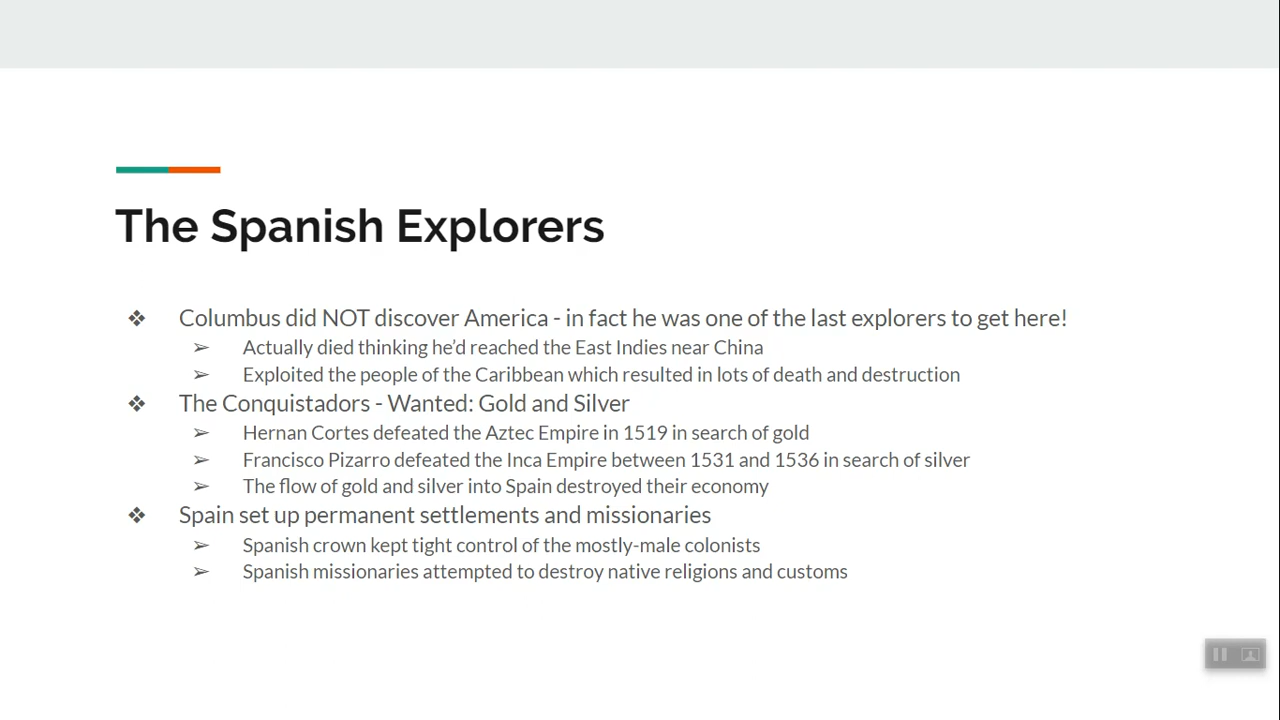 The Spanish Explorers
❖ Columbus did NOT discover America - in fact he was one of the last explorers to get here!
➢ Actually died thinking he’d reached the East Indies near China
➢ Exploited the people of the Caribbean which resulted in lots of death and destruction
❖ The Conquistadors - Wanted: Gold and Silver
➢ Hernan Cortes defeated the Aztec Empire in 1519 in search of gold
➢ Francisco Pizarro defeated the Inca Empire between 1531 and 1536 in search of silver
➢ The flow of gold and silver into Spain destroyed their economy
❖ Spain set up permanent settlements and missionaries
➢ Spanish crown kept tight control of the mostly-male colonists
➢ Spanish missionaries attempted to destroy native religions and customs